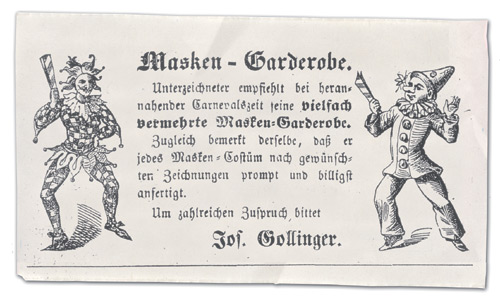 Masken-Garderobe.
Unterzeichneter empfiehlt bei heran-
nahender Carnevalszeit seine vielfach
vermehrte Masken-Garderobe.
Zugleich bemerkt derselbe, daß er
jedes Masken-Costüm nach gewünsch-
ten Zeichnungen prompt und billigst
anfertigt.
Um zahlreichen Zuspruch bittet
Jos. Gollinger.